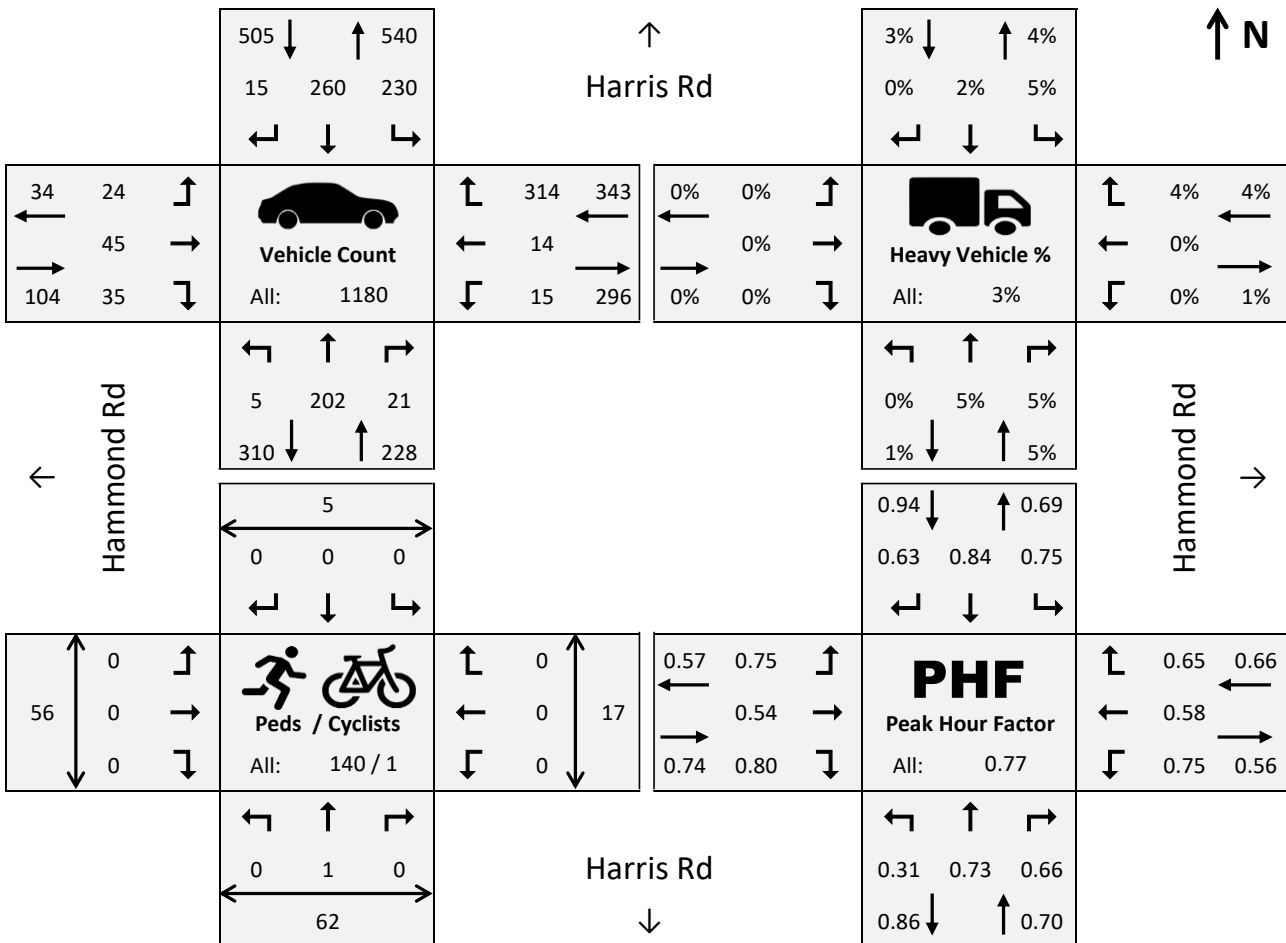 505 540 3% 4% N
Harris Rd
15 260 230 0% 2% 5%
34 24 314 343 0% 0% 4% 4%
45 Vehicle Count 14 0% Heavy Vehicle % 0%
104 35 All: 1180 15 296 0% 0% All: 3% 0% 1%
5 202 21 0% 5% 5%
310 228 1% 5%
Hammond Rd
Hammond Rd
5 0.94 0.69
0 0 0 0.63 0.84 0.75
0 0 0.57 0.75 PHF 0.65 0.66
56 0 Peds / Cyclists 0 17 0.54 Peak Hour Factor 0.58
0 All: 140 / 1 0 0.74 0.80 All: 0.77 0.75 0.56
0 1 0 Harris Rd 0.31 0.73 0.66
62 0.86 0.70